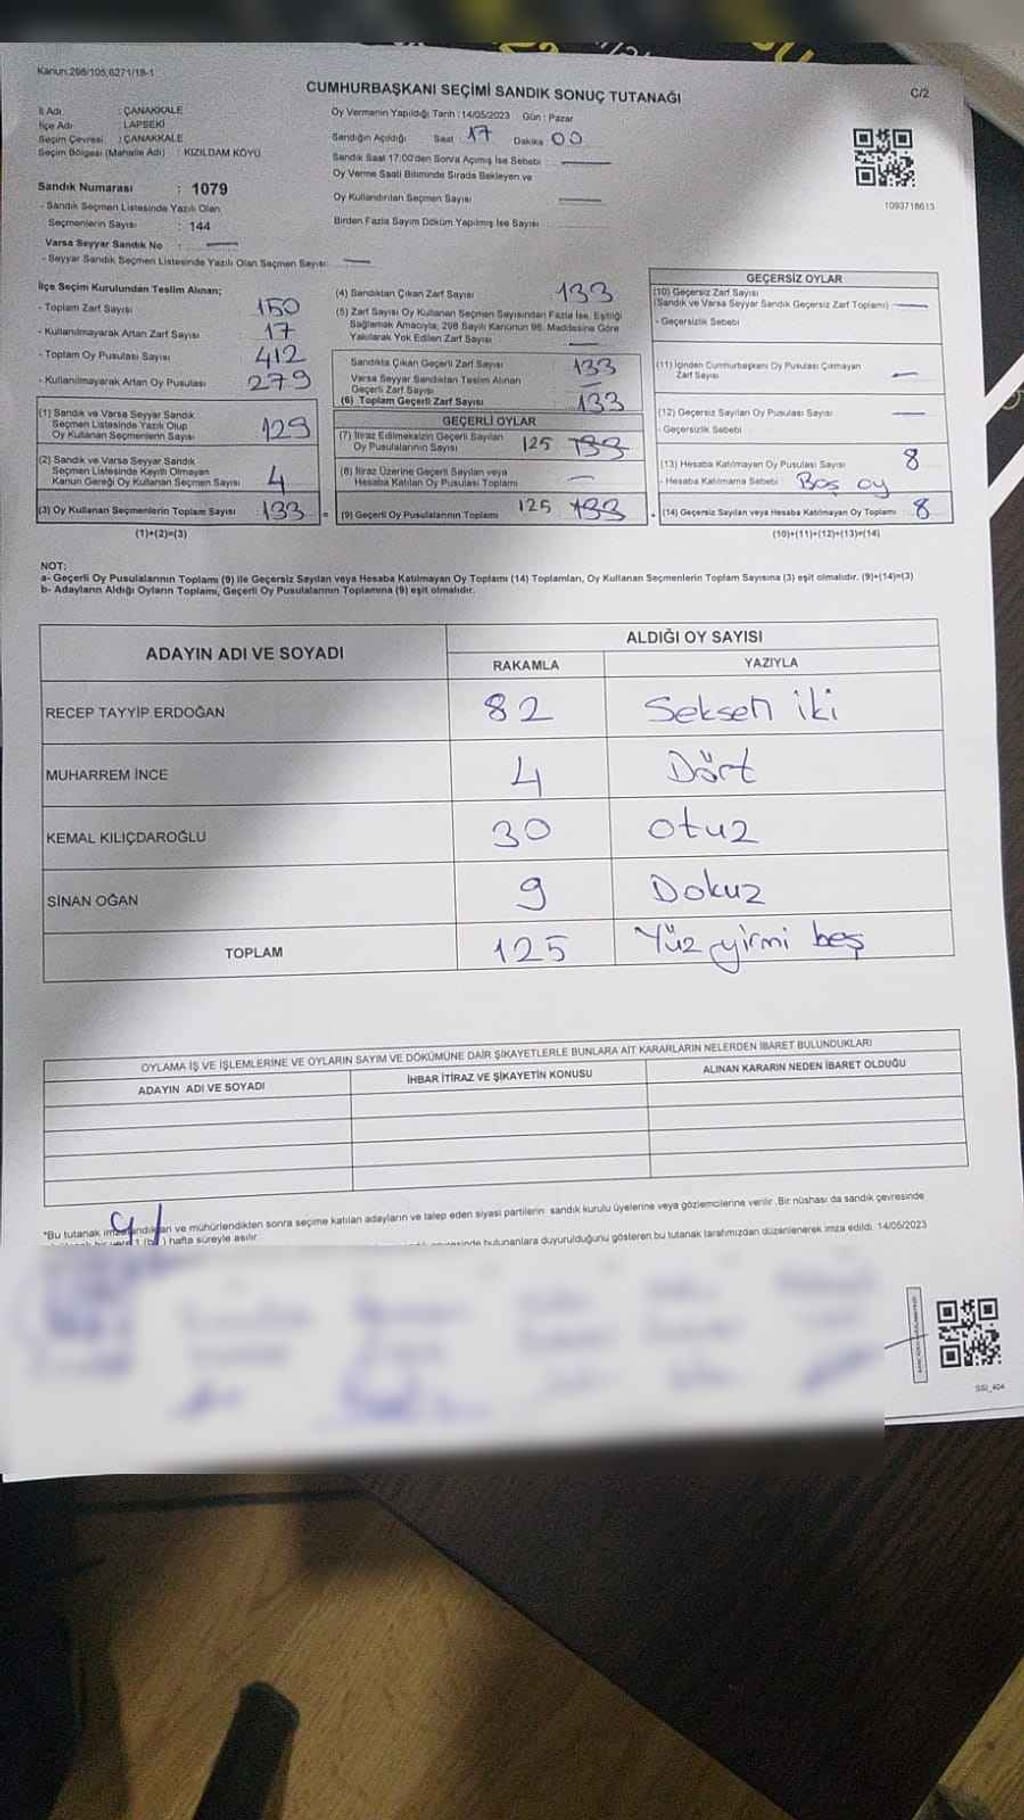 Kanun:298/105,6271/18-1
CUMHURBAŞKANI SEÇİMİ SANDIK SONUÇ TUTANAĞI
C/2
İl Adı : ÇANAKKALE
İlçe Adı : LAPSEKİ
Seçim Çevresi : ÇANAKKALE
Seçim Bölgesi (Mahalle Adı) : KIZILDAM KÖYÜ
Sandık Numarası : 1079
- Sandık Seçmen Listesinde Yazılı Olan
Seçmenlerin Sayısı : 144
Varsa Seyyar Sandık No : —
- Seyyar Sandık Seçmen Listesinde Yazılı Olan Seçmen Sayısı —
Oy Vermenin Yapıldığı Tarih : 14/05/2023 Gün : Pazar
Sandığın Açıldığı Saat 17 Dakika 00
Sandık Saat 17:00'den Sonra Açılmış İse Sebebi : —
Oy Verme Saati Bitiminde Sırada Bekleyen ve
Oy Kullandırılan Seçmen Sayısı —
Birden Fazla Sayım Döküm Yapılmış İse Sayısı
1093718613
İlçe Seçim Kurulundan Teslim Alınan;
- Toplam Zarf Sayısı 150
- Kullanılmayarak Artan Zarf Sayısı 17
- Toplam Oy Pusulası Sayısı 412
- Kullanılmayarak Artan Oy Pusulası 279
(1) Sandık ve Varsa Seyyar Sandık
Seçmen Listesinde Yazılı Olup
Oy Kullanan Seçmenlerin Sayısı 129
(2) Sandık ve Varsa Seyyar Sandık
Seçmen Listesinde Kayıtlı Olmayan
Kanun Gereği Oy Kullanan Seçmen Sayısı 4
(3) Oy Kullanan Seçmenlerin Toplam Sayısı 133 =
(1)+(2)=(3)
(4) Sandıktan Çıkan Zarf Sayısı 133
(5) Zarf Sayısı Oy Kullanan Seçmen Sayısından Fazla İse, Eşitliği
Sağlamak Amacıyla, 298 Sayılı Kanunun 98. Maddesine Göre
Yakılarak Yok Edilen Zarf Sayısı —
Sandıkta Çıkan Geçerli Zarf Sayısı 133
Varsa Seyyar Sandıktan Teslim Alınan
Geçerli Zarf Sayısı —
(6) Toplam Geçerli Zarf Sayısı 133
GEÇERLİ OYLAR
(7) İtiraz Edilmeksizin Geçerli Sayılan
Oy Pusulalarının Sayısı 125 133
(8) İtiraz Üzerine Geçerli Sayılan veya
Hesaba Katılan Oy Pusulası Toplamı —
(9) Geçerli Oy Pusulalarının Toplamı 125 133 +
GEÇERSİZ OYLAR
(10) Geçersiz Zarf Sayısı
(Sandık ve Varsa Seyyar Sandık Geçersiz Zarf Toplamı) —
- Geçersizlik Sebebi
(11) İçinden Cumhurbaşkanı Oy Pusulası Çıkmayan
Zarf Sayısı —
(12) Geçersiz Sayılan Oy Pusulası Sayısı —
- Geçersizlik Sebebi
(13) Hesaba Katılmayan Oy Pusulası Sayısı 8
- Hesaba Katılmama Sebebi Boş oy
(14) Geçersiz Sayılan veya Hesaba Katılmayan Oy Toplamı 8
(10)+(11)+(12)+(13)=(14)
NOT:
a- Geçerli Oy Pusulalarının Toplamı (9) ile Geçersiz Sayılan veya Hesaba Katılmayan Oy Toplamı (14) Toplamları, Oy Kullanan Seçmenlerin Toplam Sayısına (3) eşit olmalıdır. (9)+(14)=(3)
b- Adayların Aldığı Oyların Toplamı, Geçerli Oy Pusulalarının Toplamına (9) eşit olmalıdır.
ADAYIN ADI VE SOYADI
ALDIĞI OY SAYISI
RAKAMLA YAZIYLA
RECEP TAYYİP ERDOĞAN 82 Seksen iki
MUHARREM İNCE 4 Dört
KEMAL KILIÇDAROĞLU 30 otuz
SİNAN OĞAN 9 Dokuz
TOPLAM 125 Yüz yirmi beş
OYLAMA İŞ VE İŞLEMLERİNE VE OYLARIN SAYIM VE DÖKÜMÜNE DAİR ŞİKAYETLERLE BUNLARA AİT KARARLARIN NELERDEN İBARET BULUNDUKLARI
ADAYIN ADI VE SOYADI İHBAR İTİRAZ VE ŞİKAYETİN KONUSU ALINAN KARARIN NEDEN İBARET OLDUĞU
*Bu tutanak ve mühürlendikten sonra seçime katılan adayların ve talep eden siyasi partilerin sandık kurulu üyelerine veya gözlemcilerine verilir. Bir nüshası da sandık çevresinde
hafta süreyle asılır.
bulunanlara duyurulduğunu gösteren bu tutanak tarafımızdan düzenlenerek imza edildi. 14/05/2023